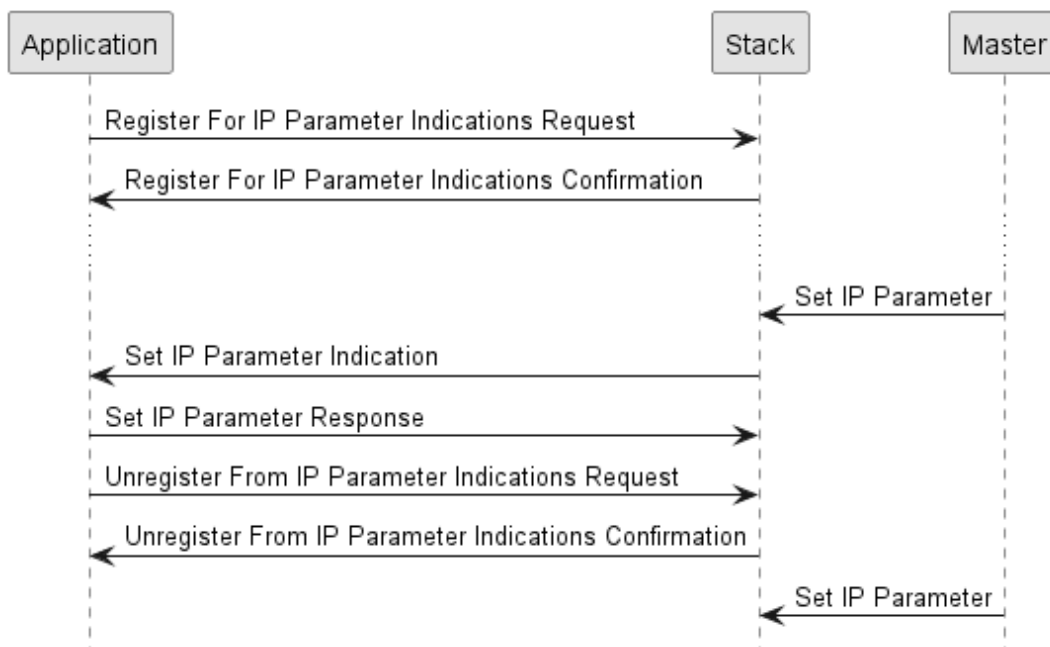 Application
Stack
Master
Register For IP Parameter Indications Request
Register For IP Parameter Indications Confirmation
Set IP Parameter
Set IP Parameter Indication
Set IP Parameter Response
Unregister From IP Parameter Indications Request
Unregister From IP Parameter Indications Confirmation
Set IP Parameter